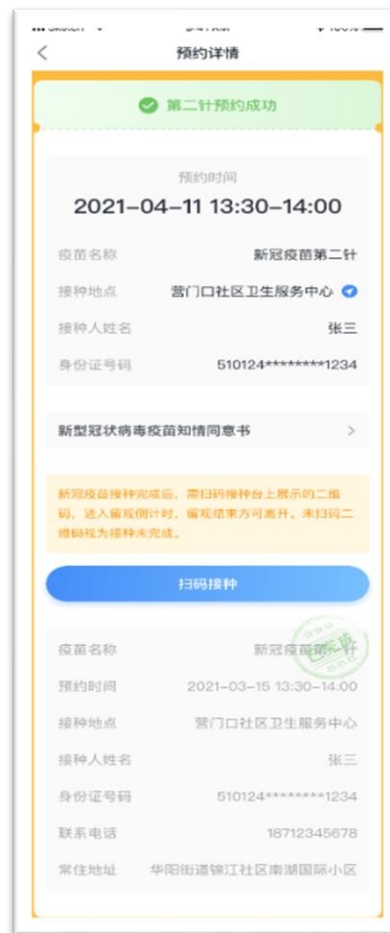 预约详情
第二针预约成功
预约时间
2021-04-11 13:30-14:00
疫苗名称 新冠疫苗第二针
接种地点 营门口社区卫生服务中心
接种人姓名 张三
身份证号码 510124********1234
新型冠状病毒疫苗知情同意书
新冠疫苗接种完成后、需扫码接种台上展示的二维
码、进入留观倒计时，留观结束方可离开。未扫码二
维码视为接种未完成。
扫码接种
疫苗名称 新冠疫苗第一针
已完成
预约时间 2021-03-15 13:30-14:00
接种地点 营门口社区卫生服务中心
接种人姓名 张三
身份证号码 510124********1234
联系电话 18712345678
常住地址 华阳街道锦江社区南湖国际小区